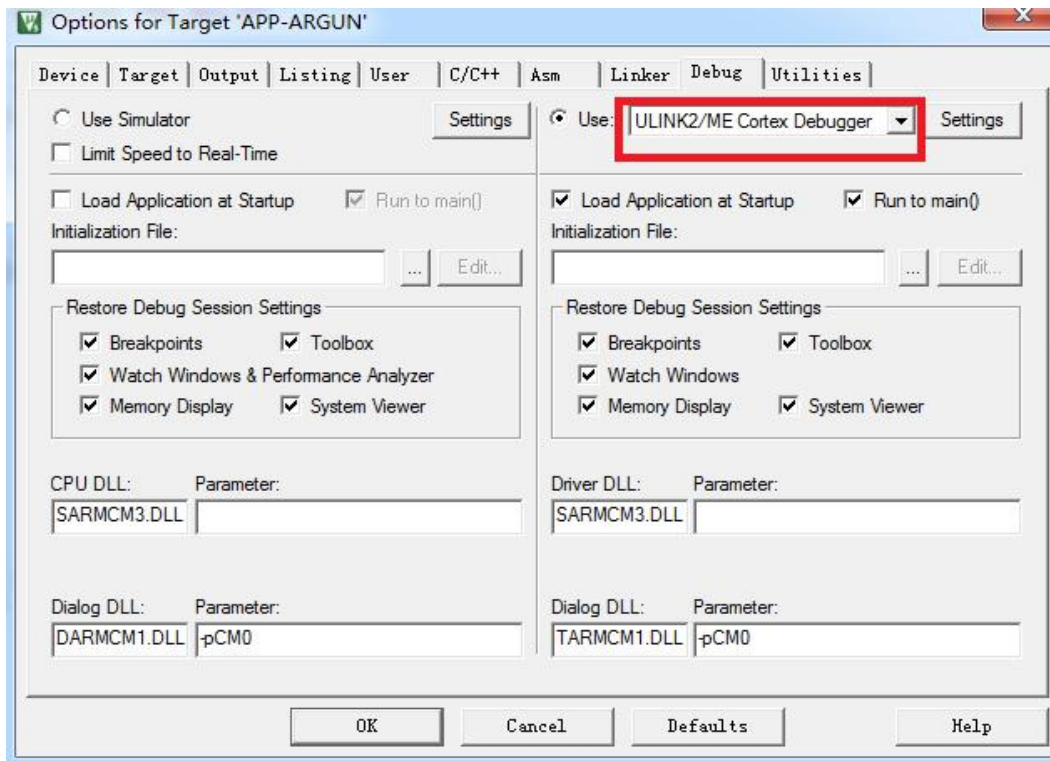 Options for Target 'APP-ARGUN'
Device Target Output Listing User C/C++ Asm Linker Debug Utilities
Use Simulator Settings
Limit Speed to Real-Time
Use: ULINK2/ME Cortex Debugger Settings
Load Application at Startup Run to main()
Initialization File:
... Edit...
Restore Debug Session Settings
Breakpoints Toolbox
Watch Windows & Performance Analyzer
Memory Display System Viewer
CPU DLL: Parameter:
SARMCM3.DLL
Dialog DLL: Parameter:
DARMCM1.DLL -pCM0
Load Application at Startup Run to main()
Initialization File:
... Edit...
Restore Debug Session Settings
Breakpoints Toolbox
Watch Windows
Memory Display System Viewer
Driver DLL: Parameter:
SARMCM3.DLL
Dialog DLL: Parameter:
TARMCM1.DLL -pCM0
OK Cancel Defaults Help